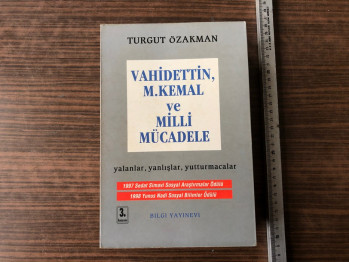 TURGUT ÖZAKMAN
VAHİDETTİN,
M.KEMAL
ve
MİLLİ
MÜCADELE
yalanlar, yanlışlar, yutturmacalar
1997 Sedat Simavi Sosyal Araştırmalar Ödülü
1998 Yunus Nadi Sosyal Bilimler Ödülü
3.
BİLGİ YAYINEVİ